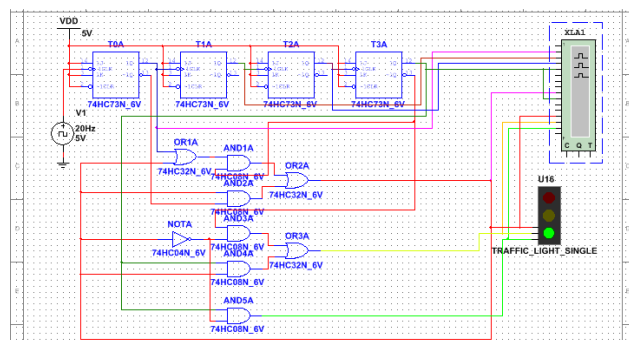 VDD
5V
T0A
T1A
T2A
T3A
XLA1
74HC73N_6V
74HC73N_6V
74HC73N_6V
74HC73N_6V
V1
20Hz
5V
OR1A
74HC32N_6V
AND1A
74HC08N_6V
OR2A
74HC32N_6V
AND2A
74HC08N_6V
C Q T
U16
TRAFFIC_LIGHT_SINGLE
NOTA
74HC04N_6V
AND3A
74HC08N_6V
OR3A
74HC32N_6V
AND4A
74HC08N_6V
AND5A
74HC08N_6V